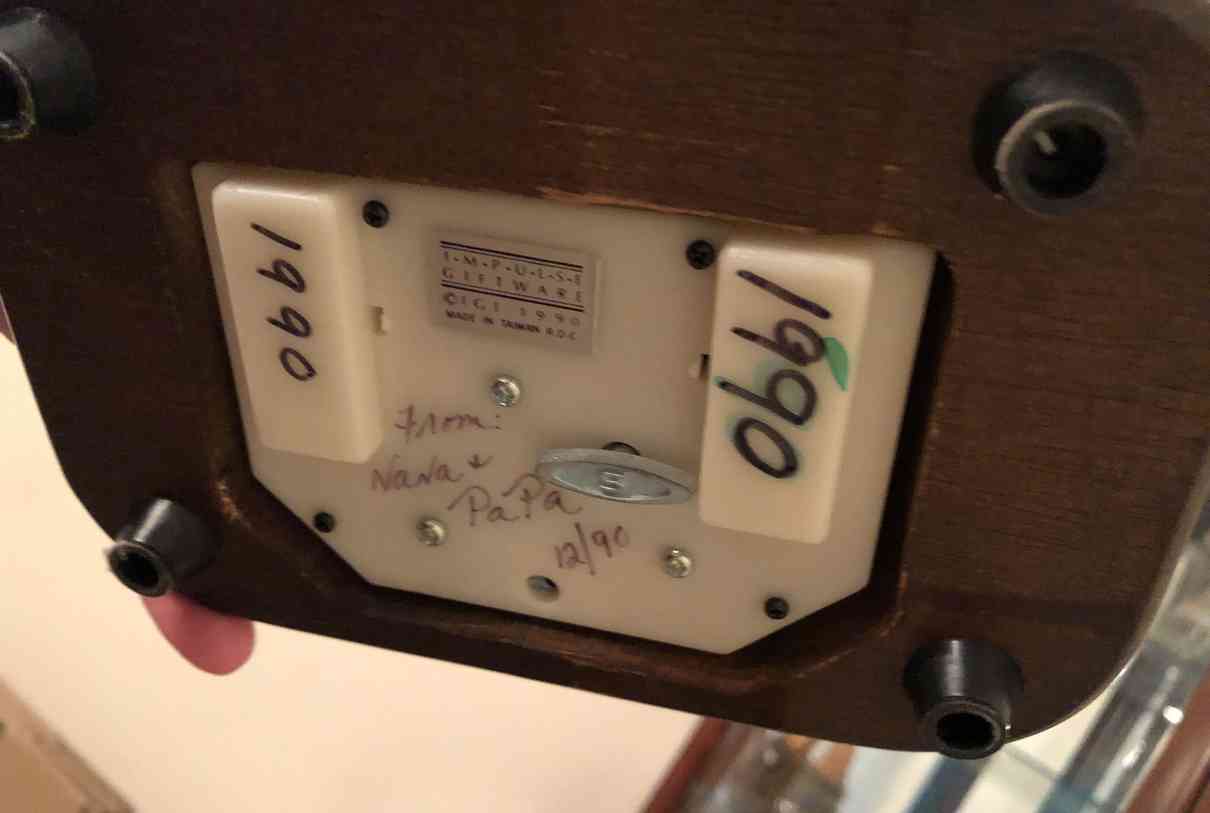 1990
I-M-P-U-L-S-E
GIFTWARE
©IGI 1990
MADE IN TAIWAN R.O.C
1990
From:
NaNa +
PaPa
12/90
S